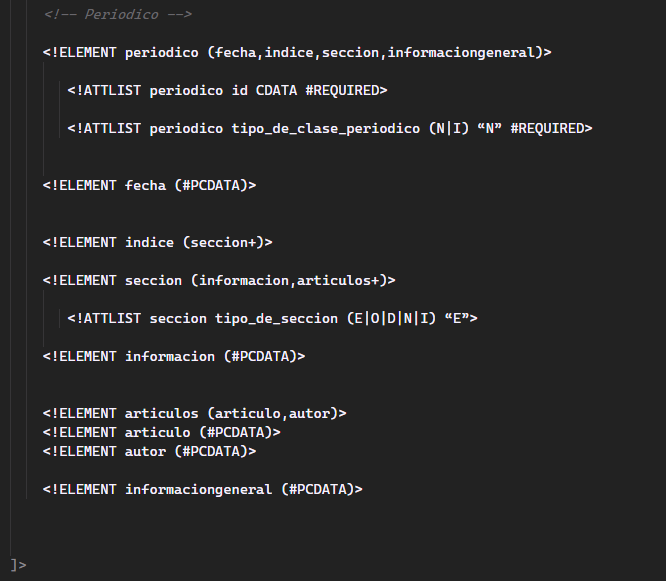 <!-- Periodico -->
<!ELEMENT periodico (fecha,indice,seccion,informaciongeneral)>
<!ATTLIST periodico id CDATA #REQUIRED>
<!ATTLIST periodico tipo_de_clase_periodico (N|I) “N” #REQUIRED>
<!ELEMENT fecha (#PCDATA)>
<!ELEMENT indice (seccion+)>
<!ELEMENT seccion (informacion,articulos+)>
<!ATTLIST seccion tipo_de_seccion (E|O|D|N|I) “E”>
<!ELEMENT informacion (#PCDATA)>
<!ELEMENT articulos (articulo,autor)>
<!ELEMENT articulo (#PCDATA)>
<!ELEMENT autor (#PCDATA)>
<!ELEMENT informaciongeneral (#PCDATA)>
]>